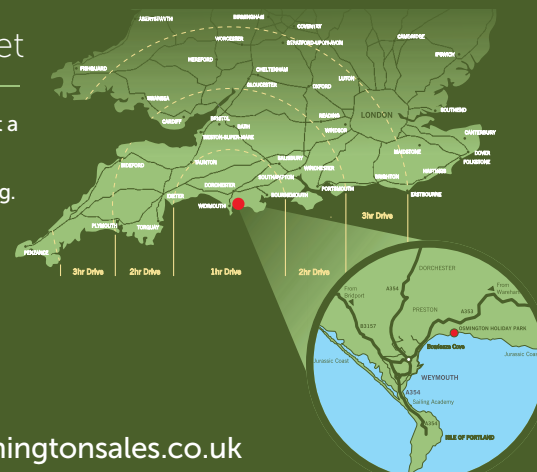 et
t a
g.
ABERYSTWYTH
BIRMINGHAM
COVENTRY
CAMBRIDGE
WORCESTER
STRATFORD-UPON-AVON
IPSWICH
HEREFORD
FISHGUARD
CHELTENHAM
LUTON
GLOUCESTER
OXFORD
SWANSEA
SOUTHEND
LONDON
CARDIFF
BRISTOL
READING
BATH
WINDSOR
CANTERBURY
WESTON-SUPER-MARE
DOVER
MAIDSTONE
FOLKSTONE
BIDEFORD
TAUNTON
SALISBURY
WINCHESTER
HASTINGS
SOUTHAMPTON
BRIGHTON
DORCHESTER
PORTSMOUTH
EXETER
BOURNEMOUTH
EASTBOURNE
WEYMOUTH
PLYMOUTH
TORQUAY
PENZANCE
3hr Drive
3hr Drive
2hr Drive
1hr Drive
2hr Drive
DORCHESTER
From
Bridport
A354
From
Wareham
PRESTON
A353
B3157
OSMINGTON HOLIDAY PARK
Bowleaze Cove
Jurassic Coast
Jurassic Coa
WEYMOUTH
A354
Sailing Academy
A354
ISLE OF PORTLAND
mingtonsales.co.uk